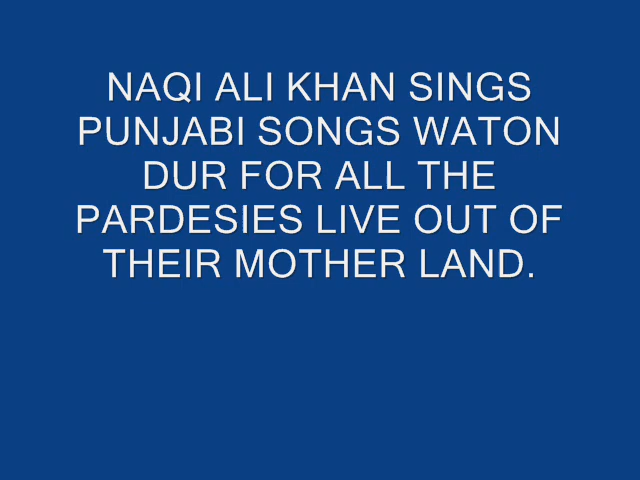 NAQI ALI KHAN SINGS
PUNJABI SONGS WATON
DUR FOR ALL THE
PARDESIES LIVE OUT OF
THEIR MOTHER LAND.